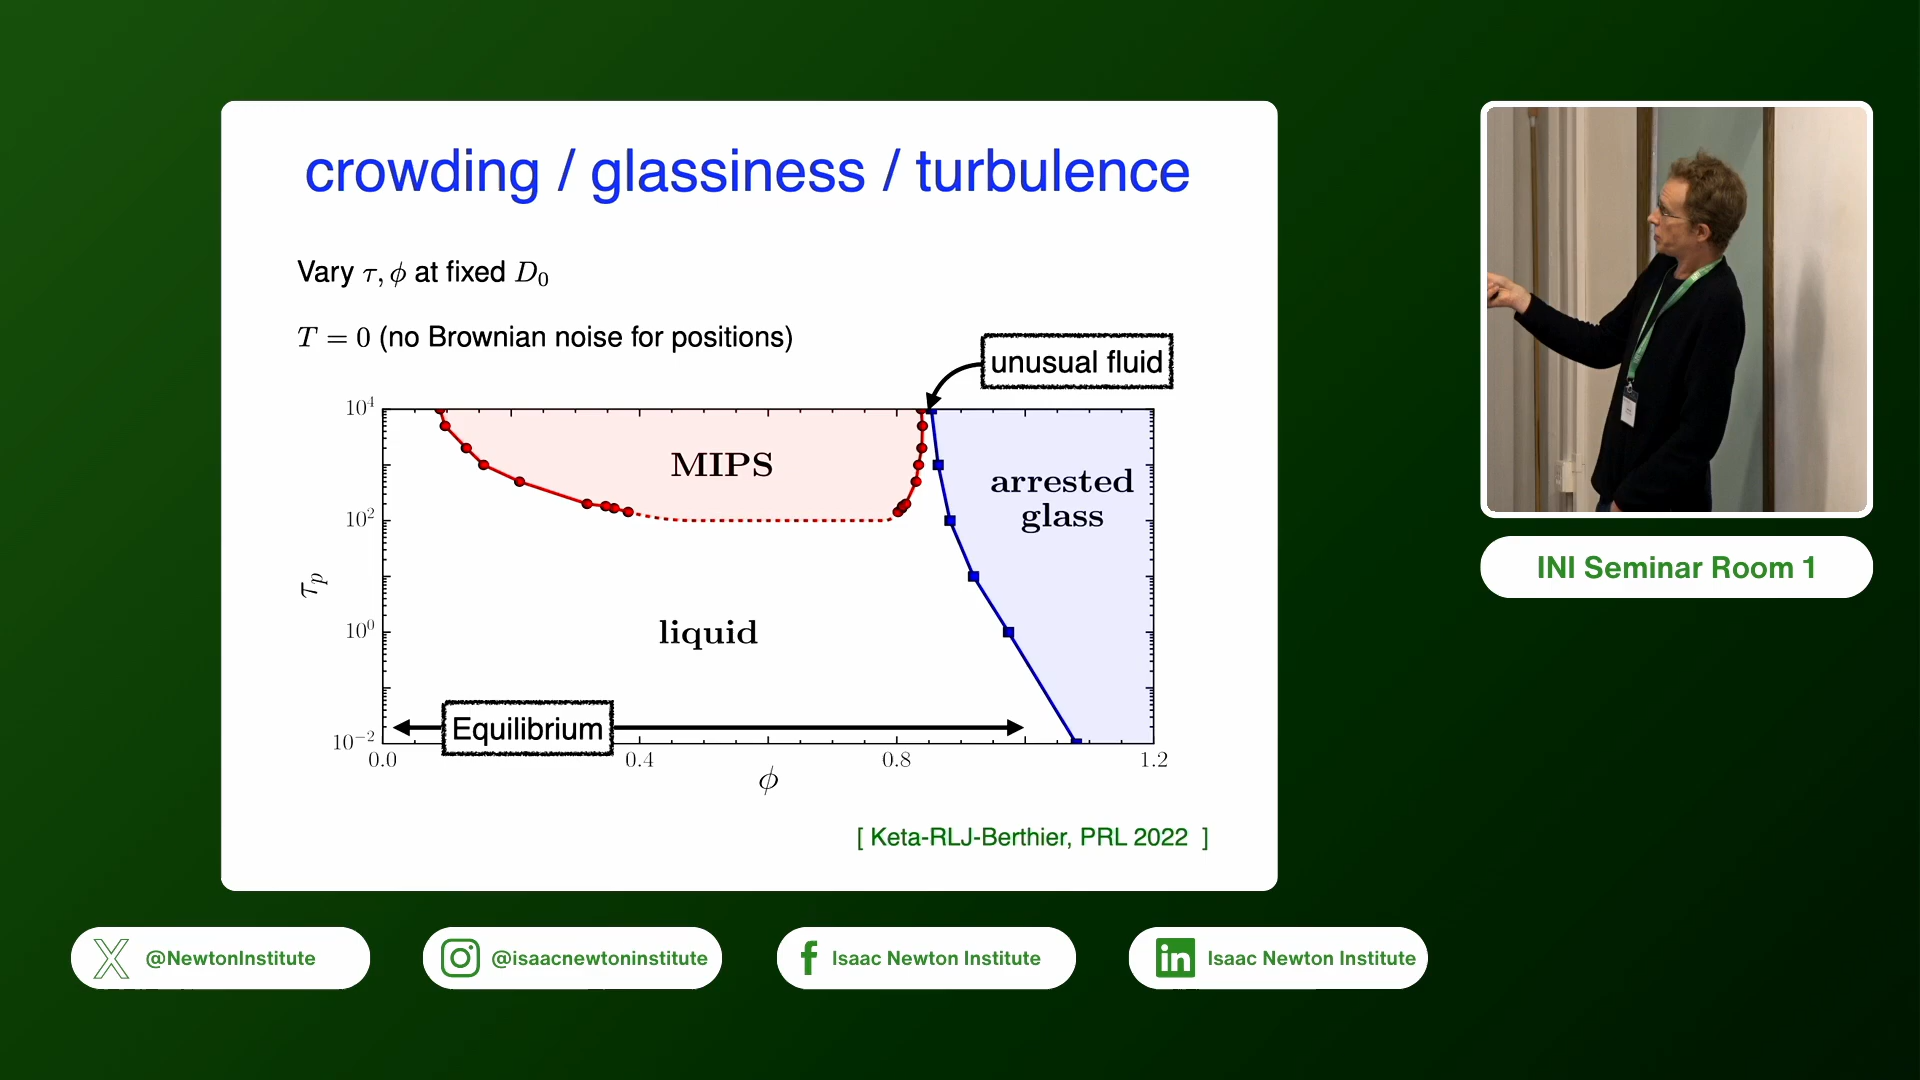 crowding / glassiness / turbulence
Vary τ, ϕ at fixed D₀
T = 0 (no Brownian noise for positions)
unusual fluid
10⁴
MIPS
arrested
glass
10²
τₚ
10⁰
liquid
Equilibrium
10⁻²
0.0
0.4
0.8
1.2
ϕ
[ Keta-RLJ-Berthier, PRL 2022 ]
INI Seminar Room 1
@NewtonInstitute
@isaacnewtoninstitute
Isaac Newton Institute
Isaac Newton Institute